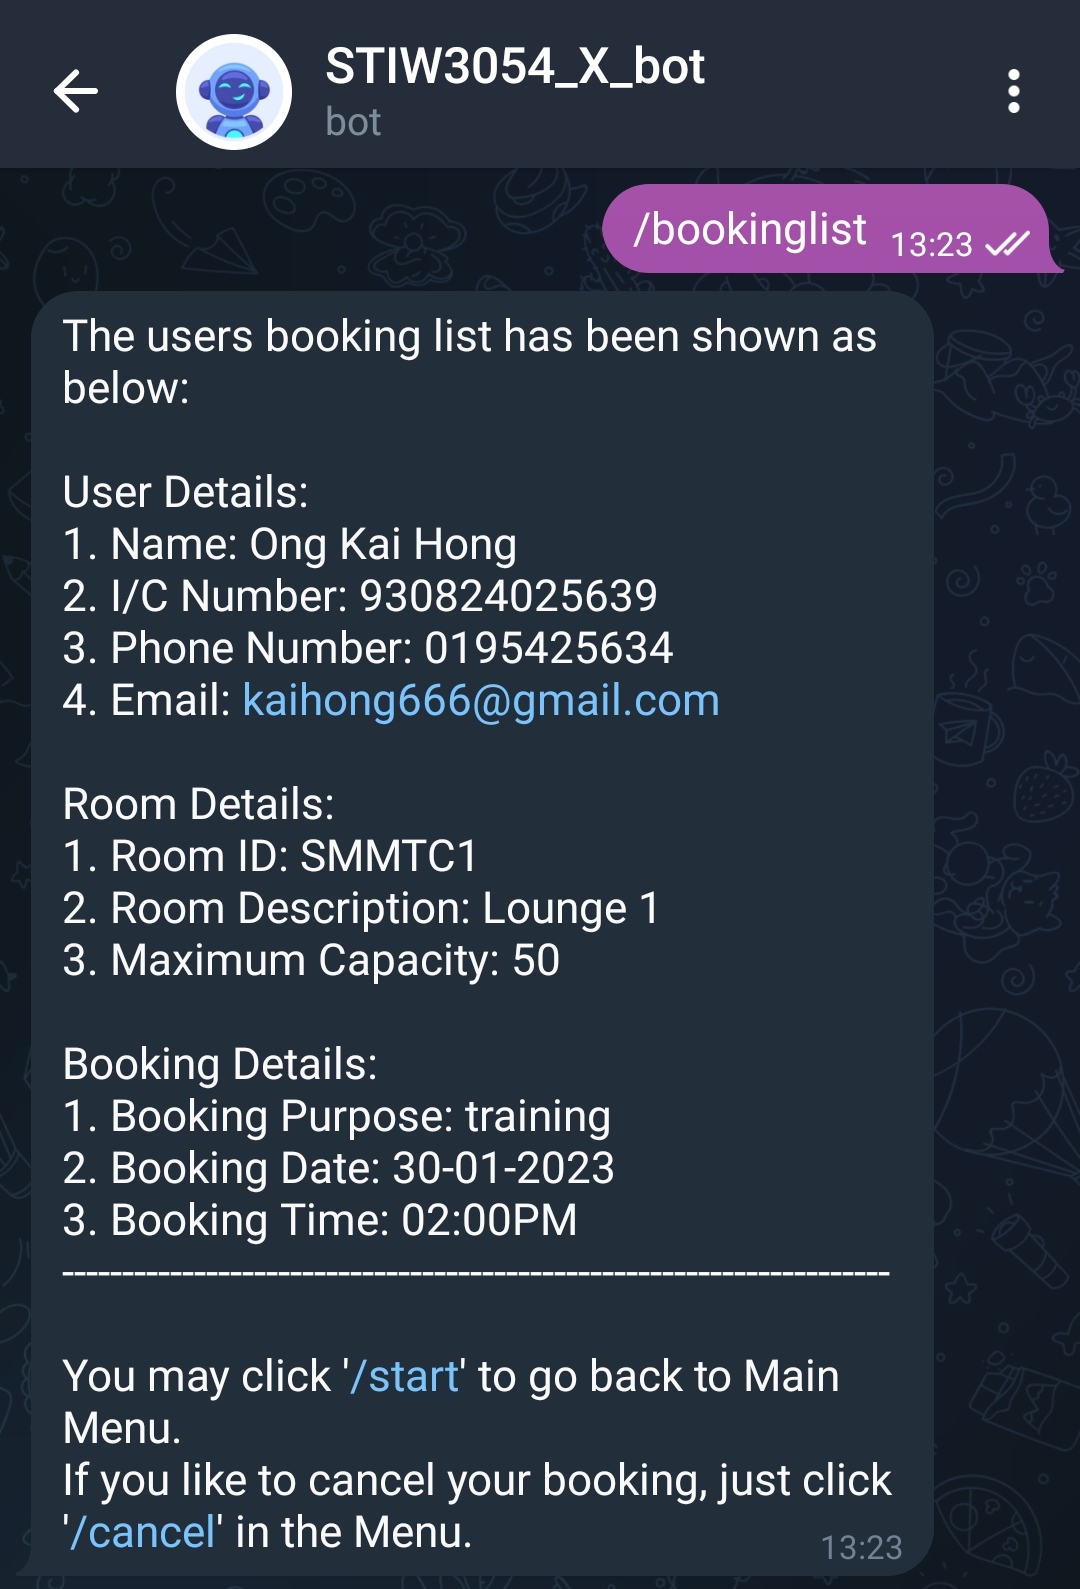 STIW3054_X_bot
bot
/bookinglist 13:23
The users booking list has been shown as
below:
User Details:
1. Name: Ong Kai Hong
2. I/C Number: 930824025639
3. Phone Number: 0195425634
4. Email: kaihong666@gmail.com
Room Details:
1. Room ID: SMMTC1
2. Room Description: Lounge 1
3. Maximum Capacity: 50
Booking Details:
1. Booking Purpose: training
2. Booking Date: 30-01-2023
3. Booking Time: 02:00PM
---------------------------------------------------------------------
You may click '/start' to go back to Main
Menu.
If you like to cancel your booking, just click
'/cancel' in the Menu.
13:23